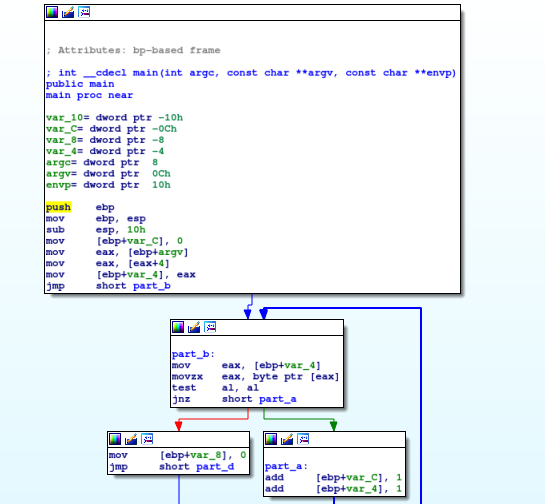 ; Attributes: bp-based frame
; int __cdecl main(int argc, const char **argv, const char **envp)
public main
main proc near
var_10= dword ptr -10h
var_C= dword ptr -0Ch
var_8= dword ptr -8
var_4= dword ptr -4
argc= dword ptr  8
argv= dword ptr  0Ch
envp= dword ptr  10h
push    ebp
mov     ebp, esp
sub     esp, 10h
mov     [ebp+var_C], 0
mov     eax, [ebp+argv]
mov     eax, [eax+4]
mov     [ebp+var_4], eax
jmp     short part_b
part_b:
mov     eax, [ebp+var_4]
movzx   eax, byte ptr [eax]
test    al, al
jnz     short part_a
mov     [ebp+var_8], 0
jmp     short part_d
part_a:
add     [ebp+var_C], 1
add     [ebp+var_4], 1